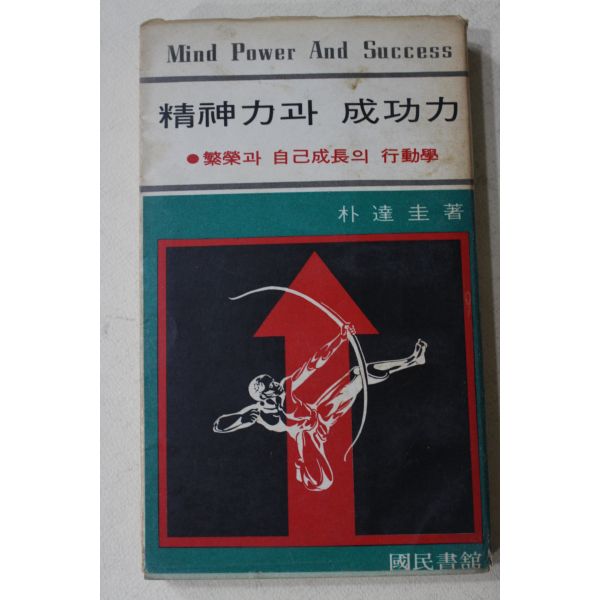 Mind Power And Success
精神力과 成功力
●繁榮과 自己成長의 行動學
朴達圭 著
國民書館